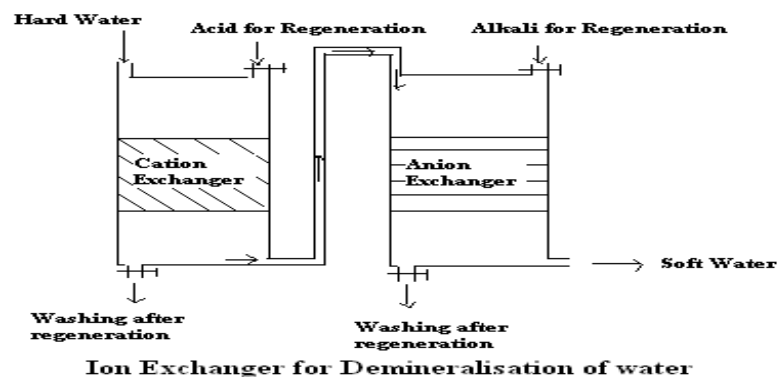 Hard Water
Acid for Regeneration
Alkali for Regeneration
Cation
Exchanger
Anion
Exchanger
Soft Water
Washing after
regeneration
Washing after
regeneration
Ion Exchanger for Demineralisation of water